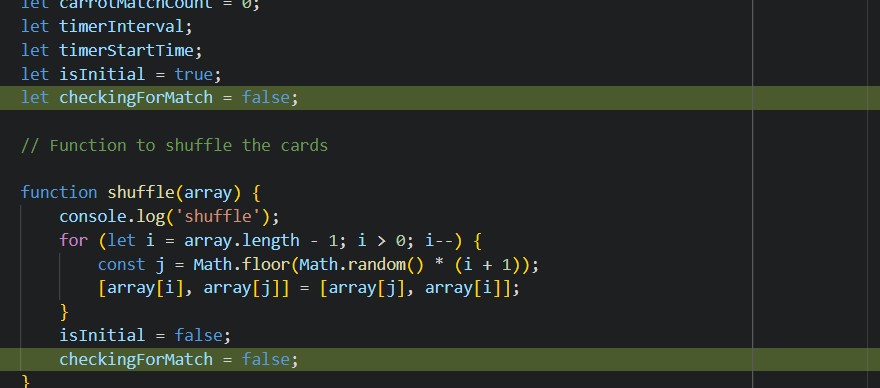 let carrotMatchCount = 0;
let timerInterval;
let timerStartTime;
let isInitial = true;
let checkingForMatch = false;
// Function to shuffle the cards
function shuffle(array) {
console.log('shuffle');
for (let i = array.length - 1; i > 0; i--) {
const j = Math.floor(Math.random() * (i + 1));
[array[i], array[j]] = [array[j], array[i]];
}
isInitial = false;
checkingForMatch = false;
}